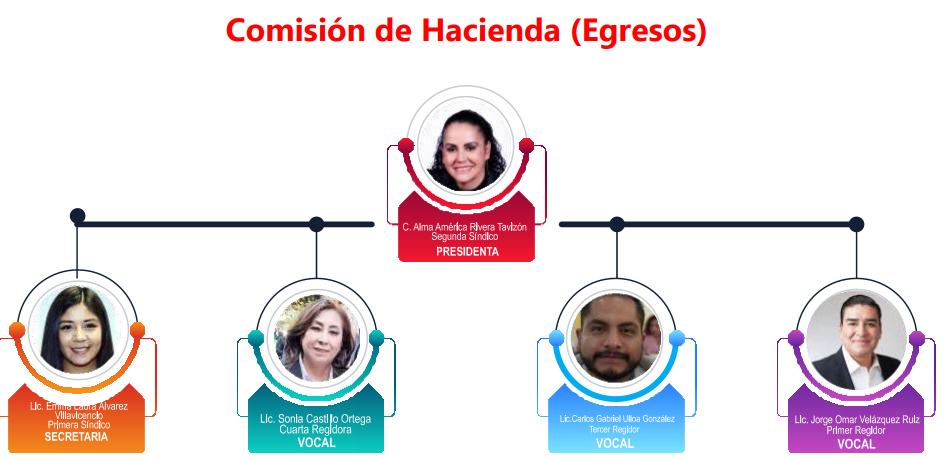 Comisión de Hacienda (Egresos)
C. Alma América Rivera Tavizón
Segunda Síndico
PRESIDENTA
Lic. Emilia Laura Alvarez
Villavicencio
Primera Síndico
SECRETARIA
Lic. Sonia Castillo Ortega
Cuarta Regidora
VOCAL
Lic.Carlos Gabriel Ulloa González
Tercer Regidor
VOCAL
Lic. Jorge Omar Velázquez Ruiz
Primer Regidor
VOCAL